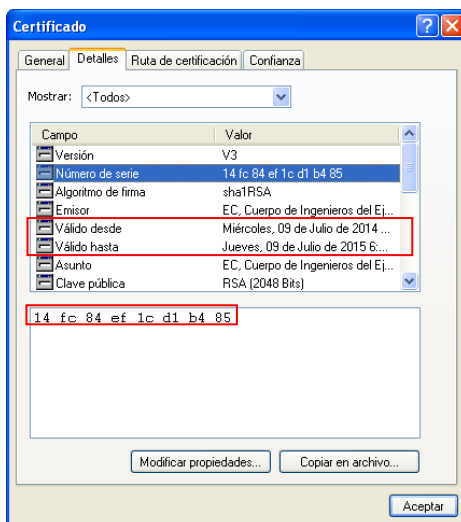 Certificado
General Detalles Ruta de certificación Confianza
Mostrar: <Todos>
Campo Valor
Versión V3
Número de serie 14 fc 84 ef 1c d1 b4 85
Algoritmo de firma sha1RSA
Emisor EC, Cuerpo de Ingenieros del Ej...
Válido desde Miércoles, 09 de Julio de 2014 ...
Válido hasta Jueves, 09 de Julio de 2015 6:...
Asunto EC, Cuerpo de Ingenieros del Ej...
Clave pública RSA (2048 Bits)
14 fc 84 ef 1c d1 b4 85
Modificar propiedades... Copiar en archivo...
Aceptar